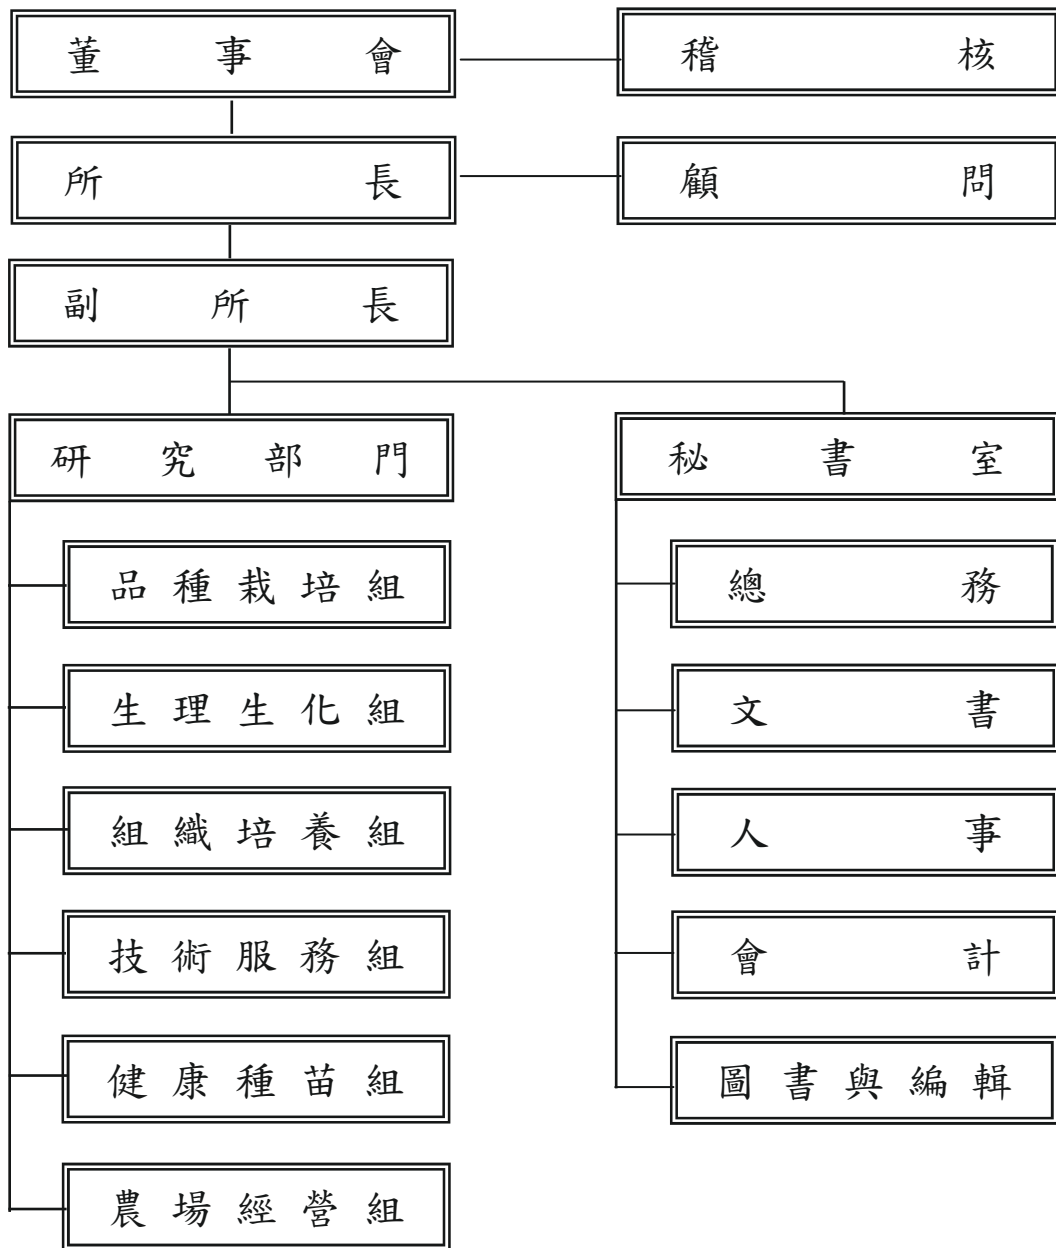 董事會
稽核
所長
顧問
副所長
研究部門
秘書室
品種栽培組
生理生化組
組織培養組
技術服務組
健康種苗組
農場經營組
總務
文書
人事
會計
圖書與編輯